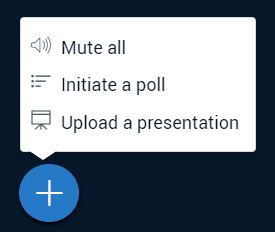 Mute all
Initiate a poll
Upload a presentation